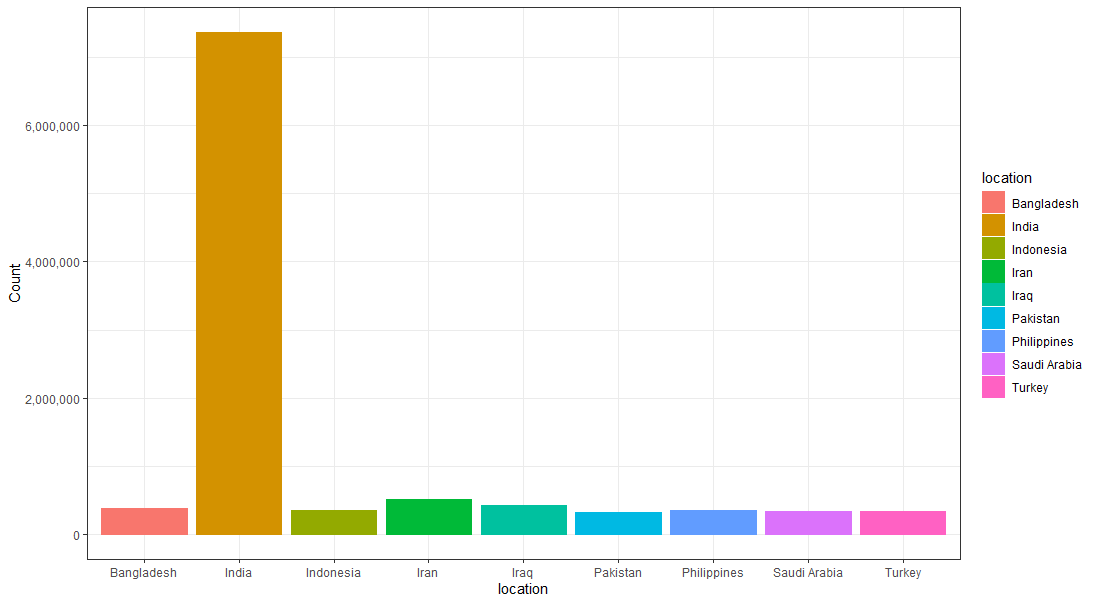 Count
6,000,000
4,000,000
2,000,000
0
Bangladesh India Indonesia Iran Iraq Pakistan Philippines Saudi Arabia Turkey
location
location
Bangladesh
India
Indonesia
Iran
Iraq
Pakistan
Philippines
Saudi Arabia
Turkey